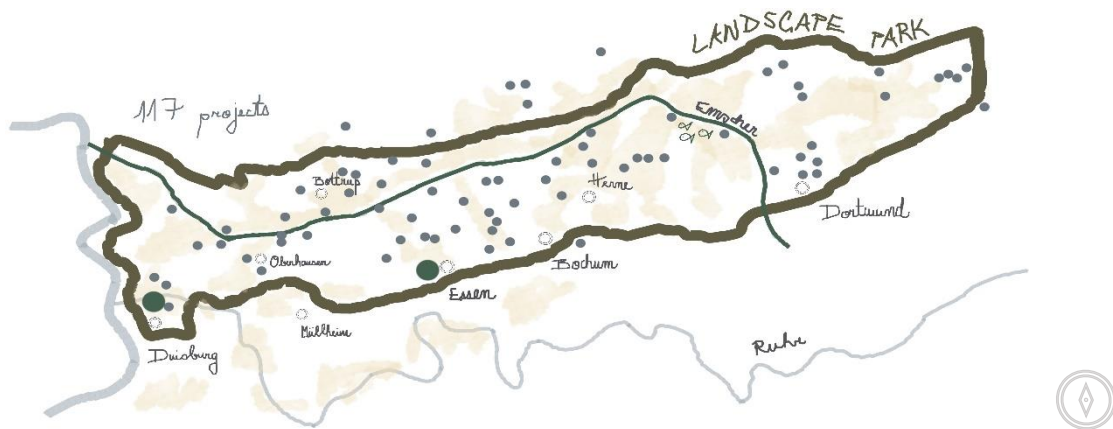 LANDSCAPE PARK
117 projects
Emscher
Bottrup
Herne
Dortmund
Oberhausen
Bochum
Essen
Mülheim
Ruhr
Duisburg